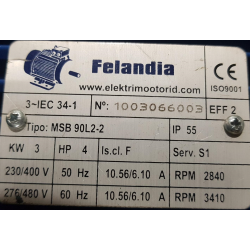 Felandia
www.elektrimootorid.com
CE
ISO9001
3~IEC 34-1 Nº: 1003066003 EFF 2
Tipo: MSB 90L2-2 IP 55
KW 3 HP 4 Is.cl. F Serv. S1
230/400 V 50 Hz 10.56/6.10 A RPM 2840
276/480 V 60 Hz 10.56/6.10 A RPM 3410